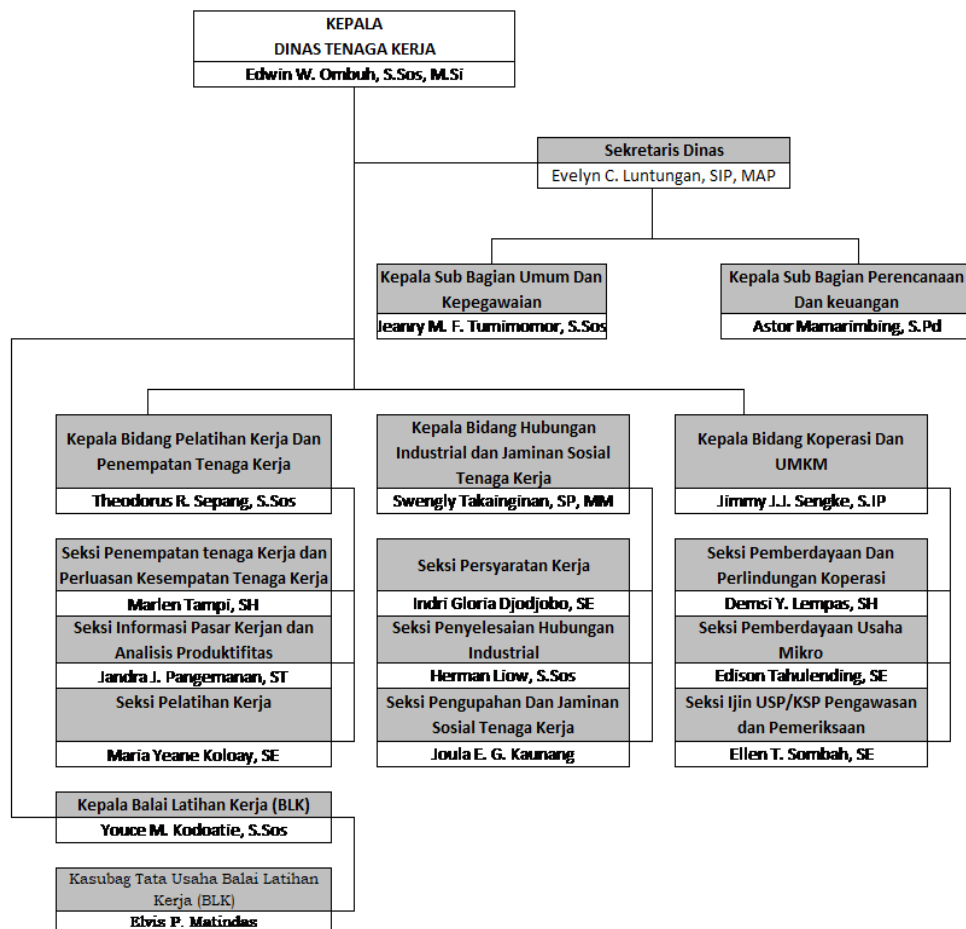 KEPALA
DINAS TENAGA KERJA
Edwin W. Ombuh, S.Sos, M.Si
Sekretaris Dinas
Evelyn C. Luntungan, SIP, MAP
Kepala Sub Bagian Umum Dan
Kepegawaian
Jeanry M. F. Tumimomor, S.Sos
Kepala Sub Bagian Perencanaan
Dan keuangan
Astor Mamarimbing, S.Pd
Kepala Bidang Pelatihan Kerja Dan
Penempatan Tenaga Kerja
Theodorus R. Sepang, S.Sos
Kepala Bidang Hubungan
Industrial dan Jaminan Sosial
Tenaga Kerja
Swengly Takainginan, SP, MM
Kepala Bidang Koperasi Dan
UMKM
Jimmy J.J. Sengke, S.IP
Seksi Penempatan tenaga Kerja dan
Perluasan Kesempatan Tenaga Kerja
Marlen Tampi, SH
Seksi Informasi Pasar Kerjan dan
Analisis Produktifitas
Jandra J. Pangemanan, ST
Seksi Pelatihan Kerja
Maria Yeane Koloay, SE
Seksi Persyaratan Kerja
Indri Gloria Djodjobo, SE
Seksi Penyelesaian Hubungan
Industrial
Herman Liow, S.Sos
Seksi Pengupahan Dan Jaminan
Sosial Tenaga Kerja
Joula E. G. Kaunang
Seksi Pemberdayaan Dan
Perlindungan Koperasi
Demsi Y. Lempas, SH
Seksi Pemberdayaan Usaha
Mikro
Edison Tahulending, SE
Seksi Ijin USP/KSP Pengawasan
dan Pemeriksaan
Ellen T. Sombah, SE
Kepala Balai Latihan Kerja (BLK)
Youce M. Kodoatie, S.Sos
Kasubag Tata Usaha Balai Latihan
Kerja (BLK)
Elvis P. Matindas